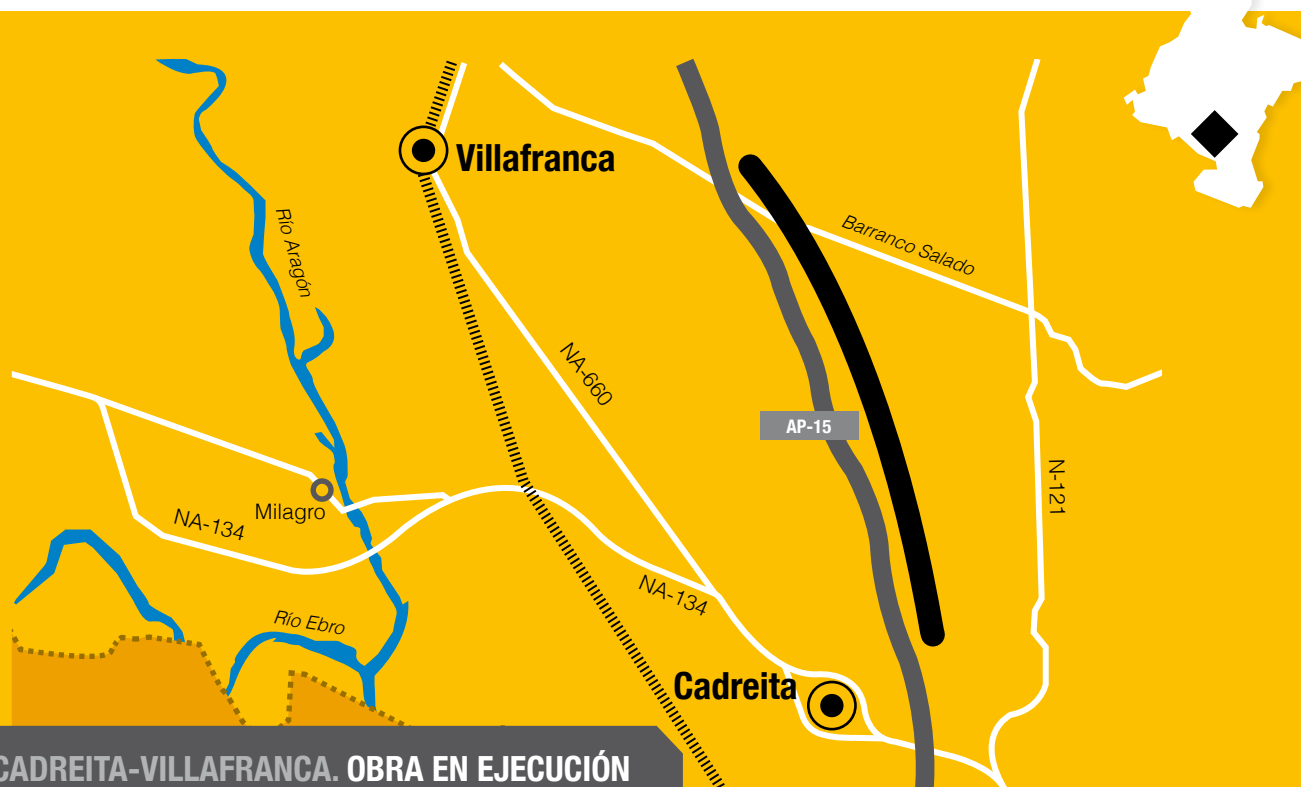 Villafranca
Río Aragón
Barranco Salado
NA-660
AP-15
N-121
Milagro
NA-134
NA-134
Río Ebro
Cadreita
CADREITA-VILLAFRANCA. OBRA EN EJECUCIÓN